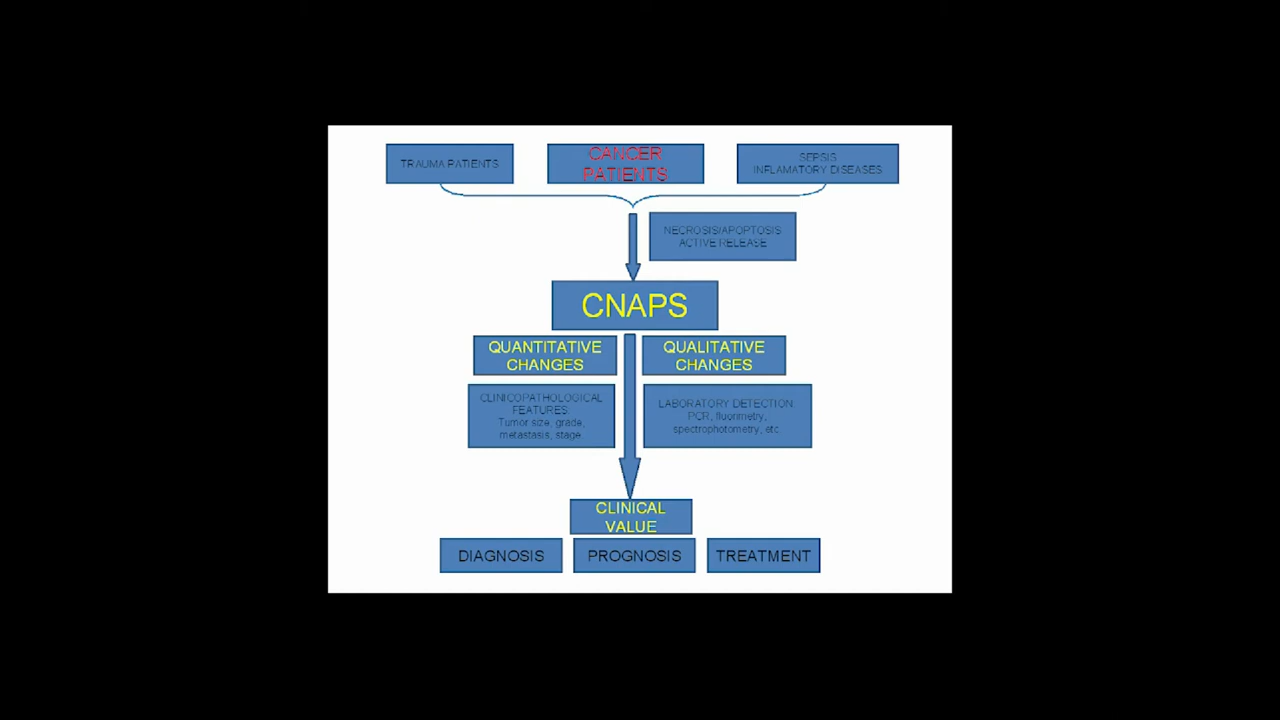 TRAUMA PATIENTS
CANCER
PATIENTS
SEPSIS
INFLAMATORY DISEASES
NECROSIS/APOPTOSIS
ACTIVE RELEASE
CNAPS
QUANTITATIVE
CHANGES
QUALITATIVE
CHANGES
CLINICOPATHOLOGICAL
FEATURES:
Tumor size, grade,
metastasis, stage
LABORATORY DETECTION
PCR, fluorimetry,
spectrophotometry, etc.
CLINICAL
VALUE
DIAGNOSIS
PROGNOSIS
TREATMENT